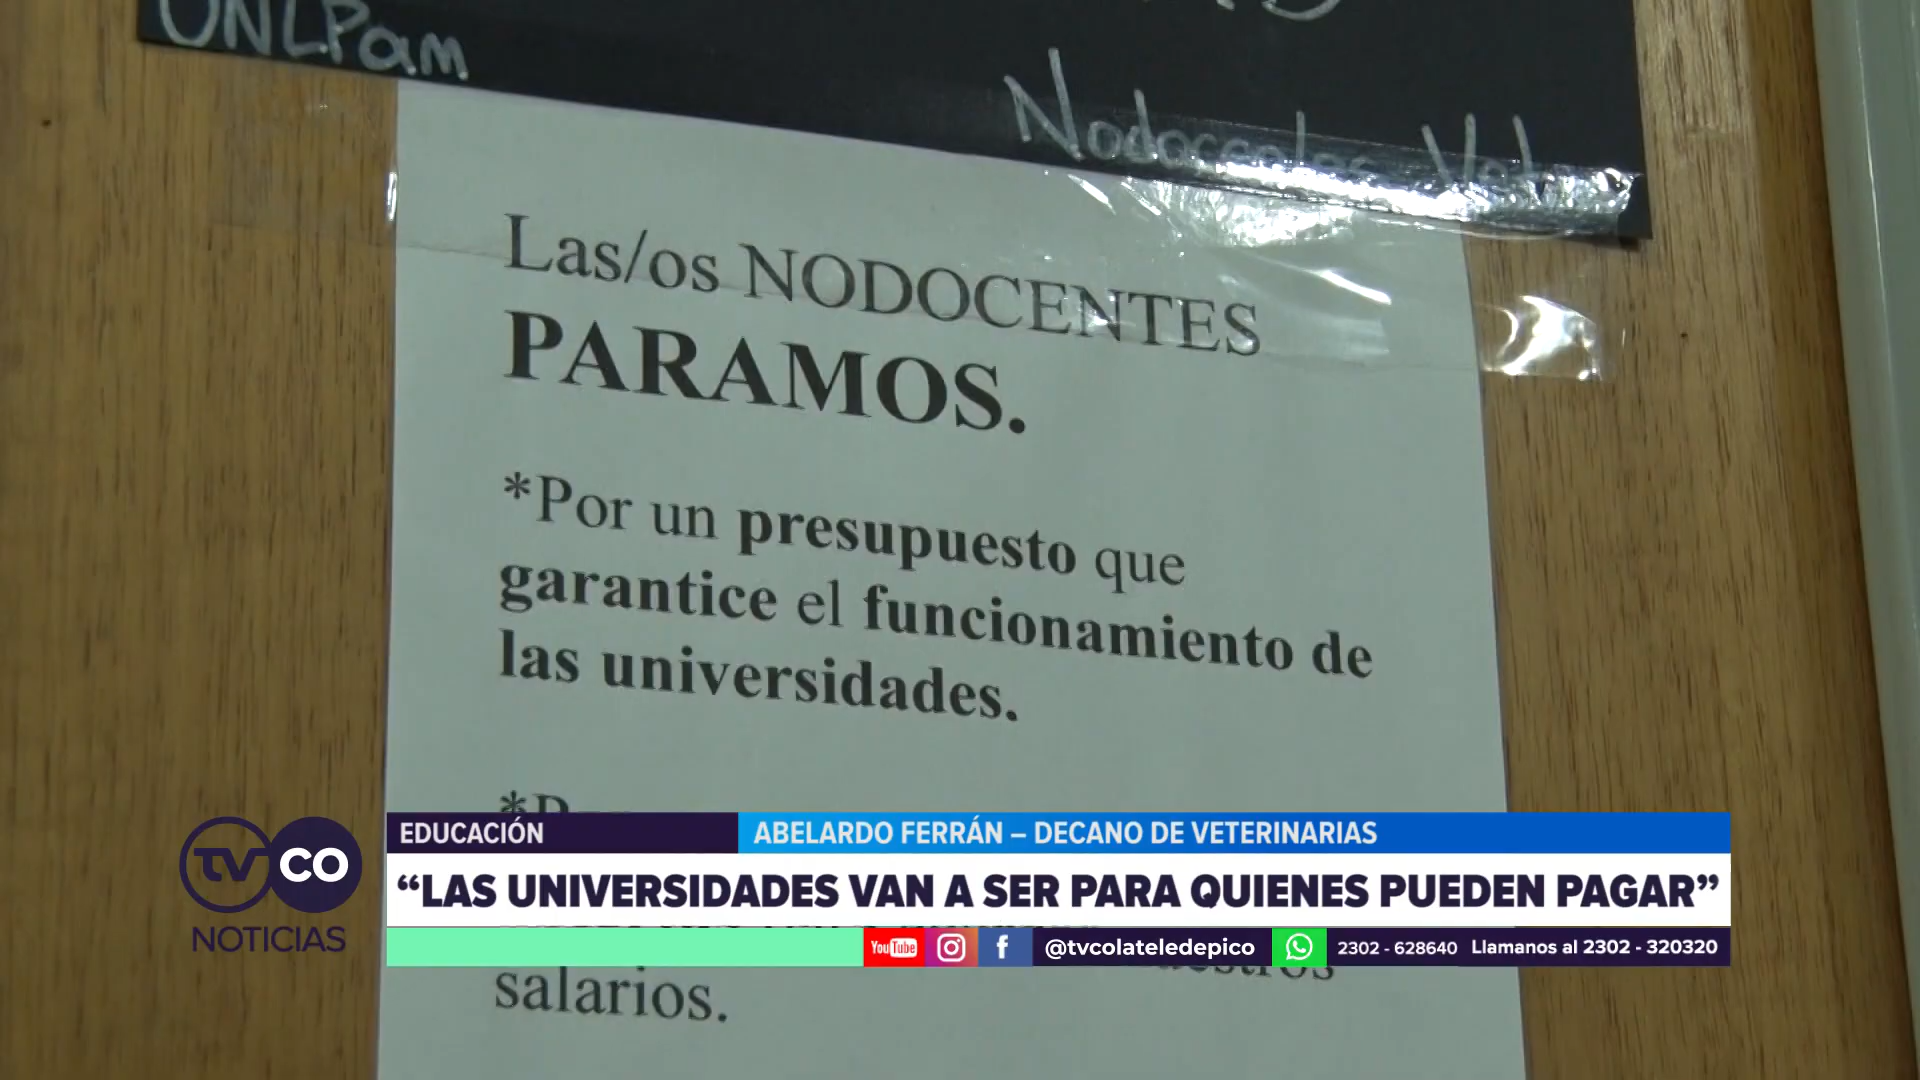 UNLPam
Nodocentes Vet
Las/os NODOCENTES
PARAMOS.
*Por un presupuesto que
garantice el funcionamiento de
las universidades.
EDUCACIÓN
ABELARDO FERRÁN – DECANO DE VETERINARIAS
“LAS UNIVERSIDADES VAN A SER PARA QUIENES PUEDEN PAGAR”
TVCO
NOTICIAS
YouTube
@tvcolateledepico
2302 - 628640
Llamanos al 2302 - 320320
salarios.